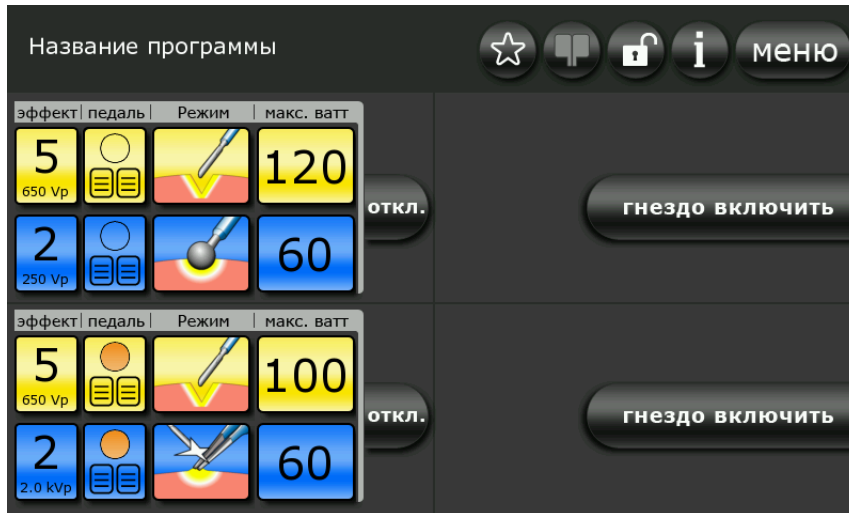 Название программы
i
меню
эффект педаль Режим макс. ватт
5
650 Vp
120
откл.
гнездо включить
2
250 Vp
60
эффект педаль Режим макс. ватт
5
650 Vp
100
откл.
гнездо включить
2
2.0 kVp
60